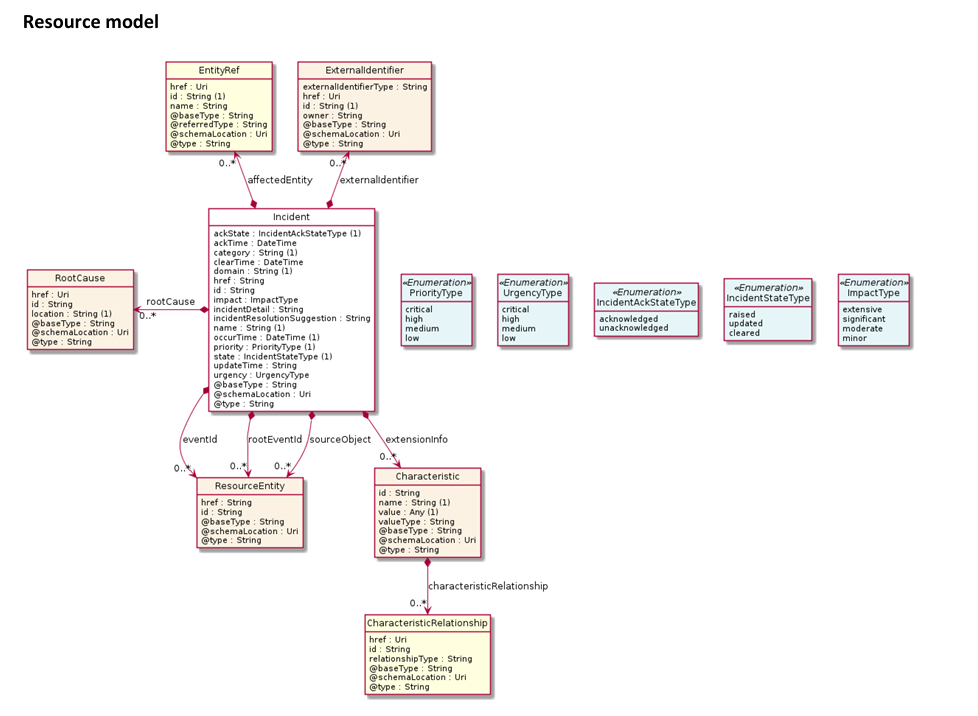 Resource model
EntityRef
href : Uri
id : String (1)
name : String
@baseType : String
@referredType : String
@schemaLocation : Uri
@type : String
ExternalIdentifier
externalIdentifierType : String
href : Uri
id : String (1)
owner : String
@baseType : String
@schemaLocation : Uri
@type : String
0..*
affectedEntity
0..*
externalIdentifier
Incident
ackState : IncidentAckStateType (1)
ackTime : DateTime
category : String (1)
clearTime : DateTime
domain : String (1)
href : String
id : String
impact : ImpactType
incidentDetail : String
incidentResolutionSuggestion : String
name : String (1)
occurTime : DateTime (1)
priority : PriorityType (1)
state : IncidentStateType (1)
updateTime : String
urgency : UrgencyType
@baseType : String
@schemaLocation : Uri
@type : String
RootCause
href : Uri
id : String
location : String (1)
@baseType : String
@schemaLocation : Uri
@type : String
rootCause
0..*
«Enumeration»
PriorityType
critical
high
medium
low
«Enumeration»
UrgencyType
critical
high
medium
low
«Enumeration»
IncidentAckStateType
acknowledged
unacknowledged
«Enumeration»
IncidentStateType
raised
updated
cleared
«Enumeration»
ImpactType
extensive
significant
moderate
minor
eventId
0..*
rootEventId
0..*
sourceObject
0..*
extensionInfo
0..*
ResourceEntity
href : String
id : String
@baseType : String
@schemaLocation : Uri
@type : String
Characteristic
id : String
name : String (1)
value : Any (1)
valueType : String
@baseType : String
@schemaLocation : Uri
@type : String
characteristicRelationship
0..*
CharacteristicRelationship
href : Uri
id : String
relationshipType : String
@baseType : String
@schemaLocation : Uri
@type : String